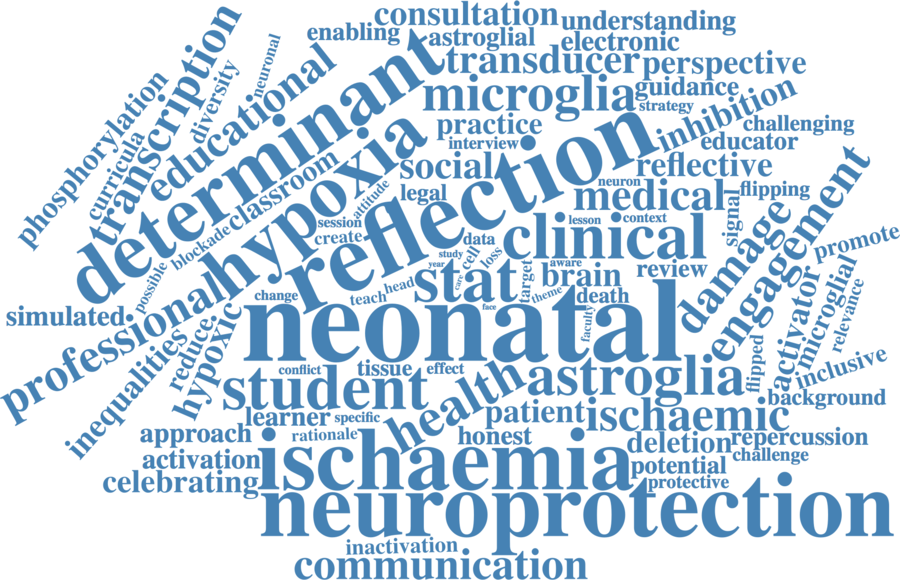 consultation
understanding
enabling
astroglial
electronic
neuronal
transcription
diversity
phosphorylation
curricula
educational
determinant
transducer
perspective
microglia
guidance
strategy
inhibition
practice
interview
challenging
educator
social
reflective
legal
attitude
classroom
blockade
hypoxia
reflection
neuron
medical
flipping
signal
session
create
data
study
cell
loss
year
care
clinical
lesson
context
damage
engagement
promote
possible
professional
simulated
change
teach
head
stat
face
target
aware
brain
theme
death
review
faculty
activator
microglial
relevance
inequalities
reduce
hypoxic
neonatal
conflict
tissue
effect
student
health
astroglia
flipped
inclusive
background
learner
specific
rationale
patient
ischaemic
approach
honest
deletion
repercussion
challenge
activation
celebrating
ischaemia
potential
protective
neuroprotection
inactivation
communication